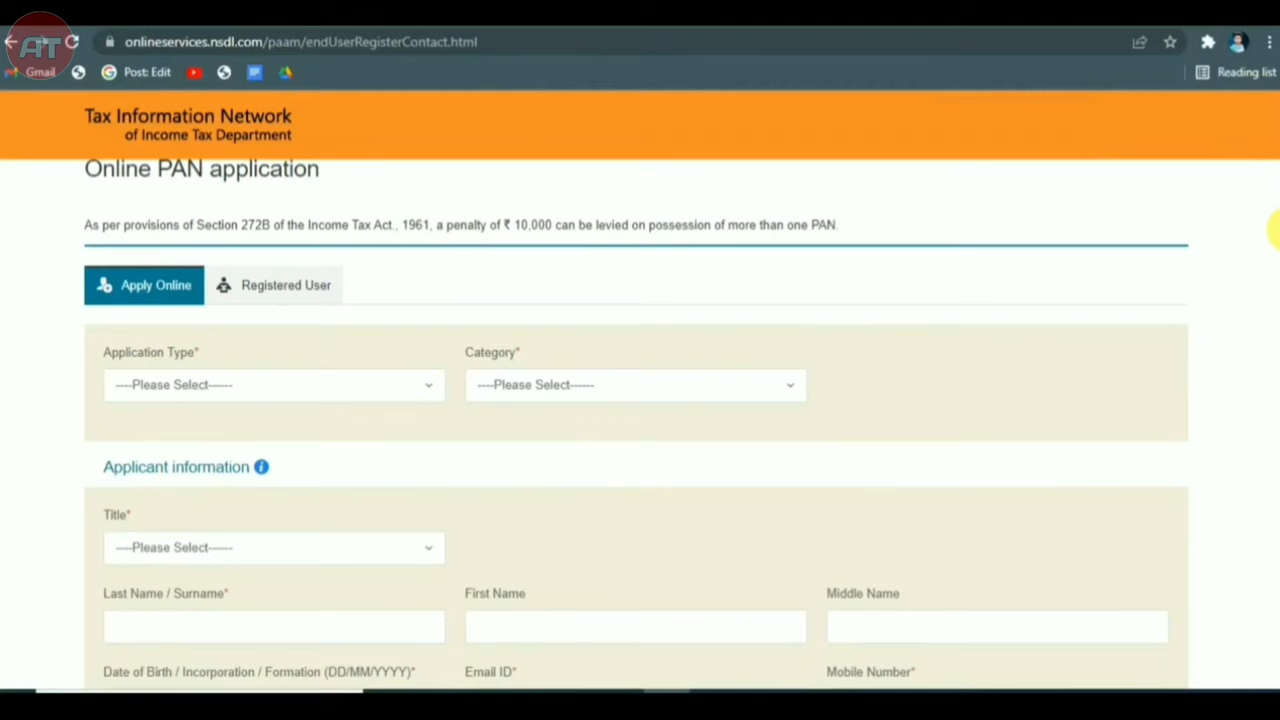 AT
onlineservices.nsdl.com/paam/endUserRegisterContact.html
Gmail
Post: Edit
Reading list
Tax Information Network
of Income Tax Department
Online PAN application
As per provisions of Section 272B of the Income Tax Act., 1961, a penalty of ₹ 10,000 can be levied on possession of more than one PAN.
Apply Online Registered User
Application Type* Category*
----Please Select------ ----Please Select------
Applicant information i
Title*
----Please Select------
Last Name / Surname* First Name Middle Name
Date of Birth / Incorporation / Formation (DD/MM/YYYY)* Email ID* Mobile Number*